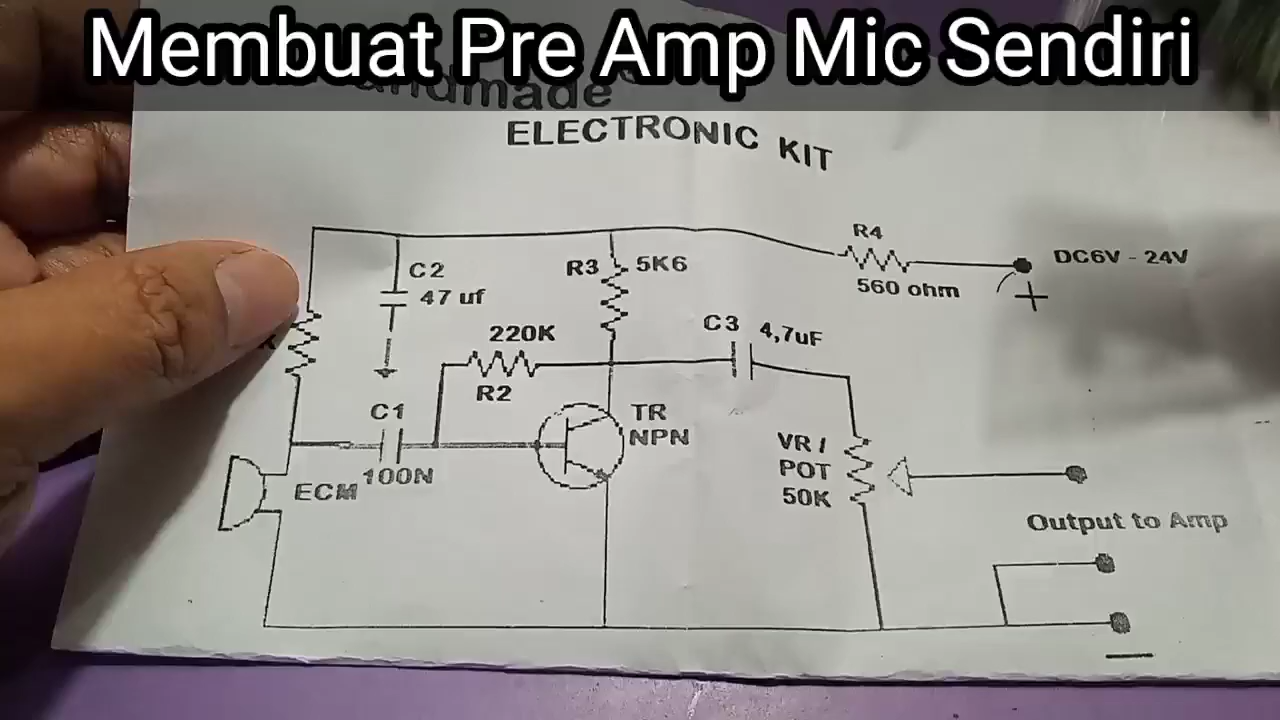 Membuat Pre Amp Mic Sendiri
ELECTRONIC KIT
R4
DC6V - 24V
560 ohm
+
C2
47 uf
R3 5K6
220K
R2
C3 4,7uF
C1
100N
TR
NPN
ECM
VR /
POT
50K
Output to Amp